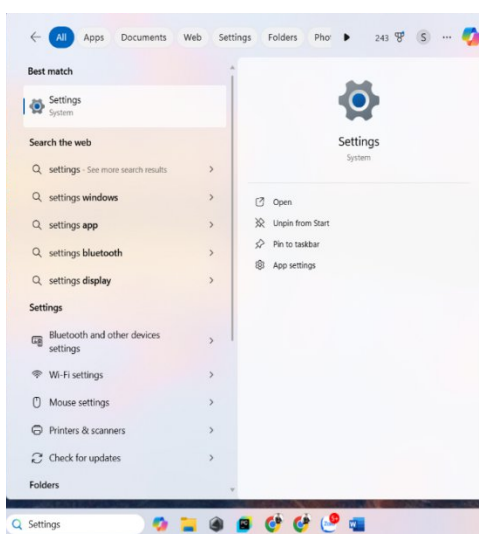 All Apps Documents Web Settings Folders Pho 243 S ...
Best match
Settings
System
Search the web
settings - See more search results
settings windows
settings app
settings bluetooth
settings display
Settings
Bluetooth and other devices
settings
Wi-Fi settings
Mouse settings
Printers & scanners
Check for updates
Folders
Settings
System
Open
Unpin from Start
Pin to taskbar
App settings
Settings